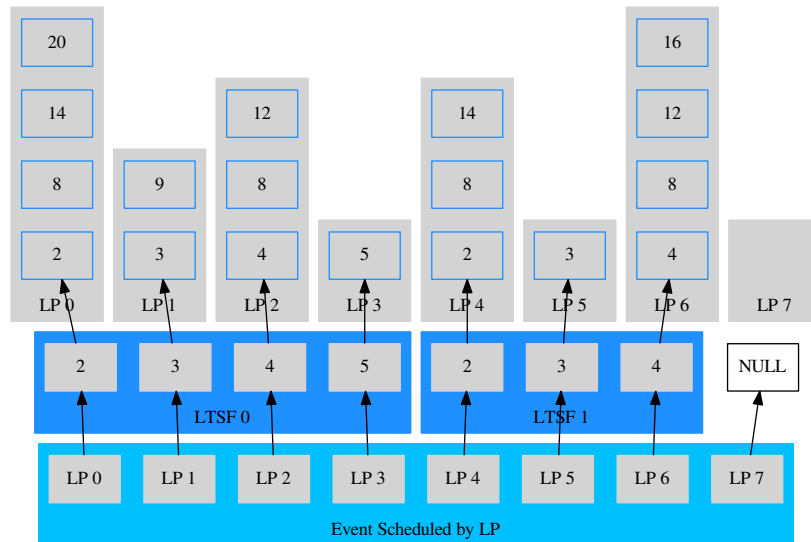 20 16
14 12 14 12
8 9 8 8 8
2 3 4 5 2 3 4
LP 0 LP 1 LP 2 LP 3 LP 4 LP 5 LP 6 LP 7
2 3 4 5 2 3 4 NULL
LTSF 0 LTSF 1
LP 0 LP 1 LP 2 LP 3 LP 4 LP 5 LP 6 LP 7
Event Scheduled by LP